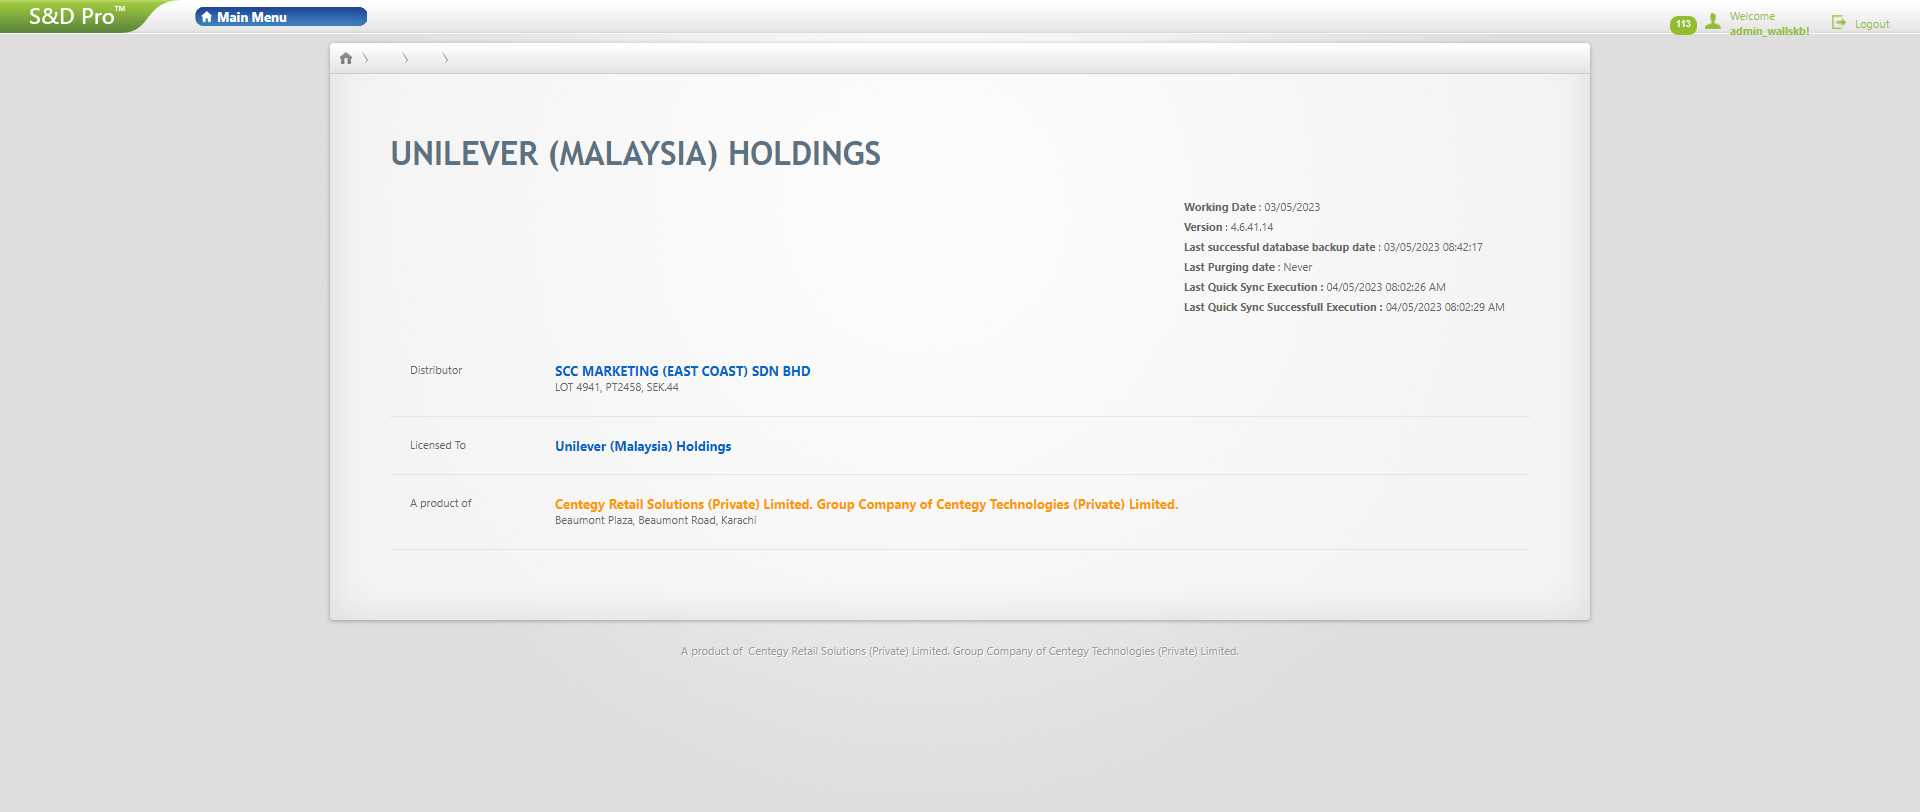 S&D Pro™
Main Menu
113
Welcome
admin_wallskb!
Logout
UNILEVER (MALAYSIA) HOLDINGS
Working Date : 03/05/2023
Version : 4.6.41.14
Last successful database backup date : 03/05/2023 08:42:17
Last Purging date : Never
Last Quick Sync Execution : 04/05/2023 08:02:26 AM
Last Quick Sync Successfull Execution : 04/05/2023 08:02:29 AM
Distributor
SCC MARKETING (EAST COAST) SDN BHD
LOT 4941, PT2458, SEK.44
Licensed To
Unilever (Malaysia) Holdings
A product of
Centegy Retail Solutions (Private) Limited. Group Company of Centegy Technologies (Private) Limited.
Beaumont Plaza, Beaumont Road, Karachi
A product of Centegy Retail Solutions (Private) Limited. Group Company of Centegy Technologies (Private) Limited.